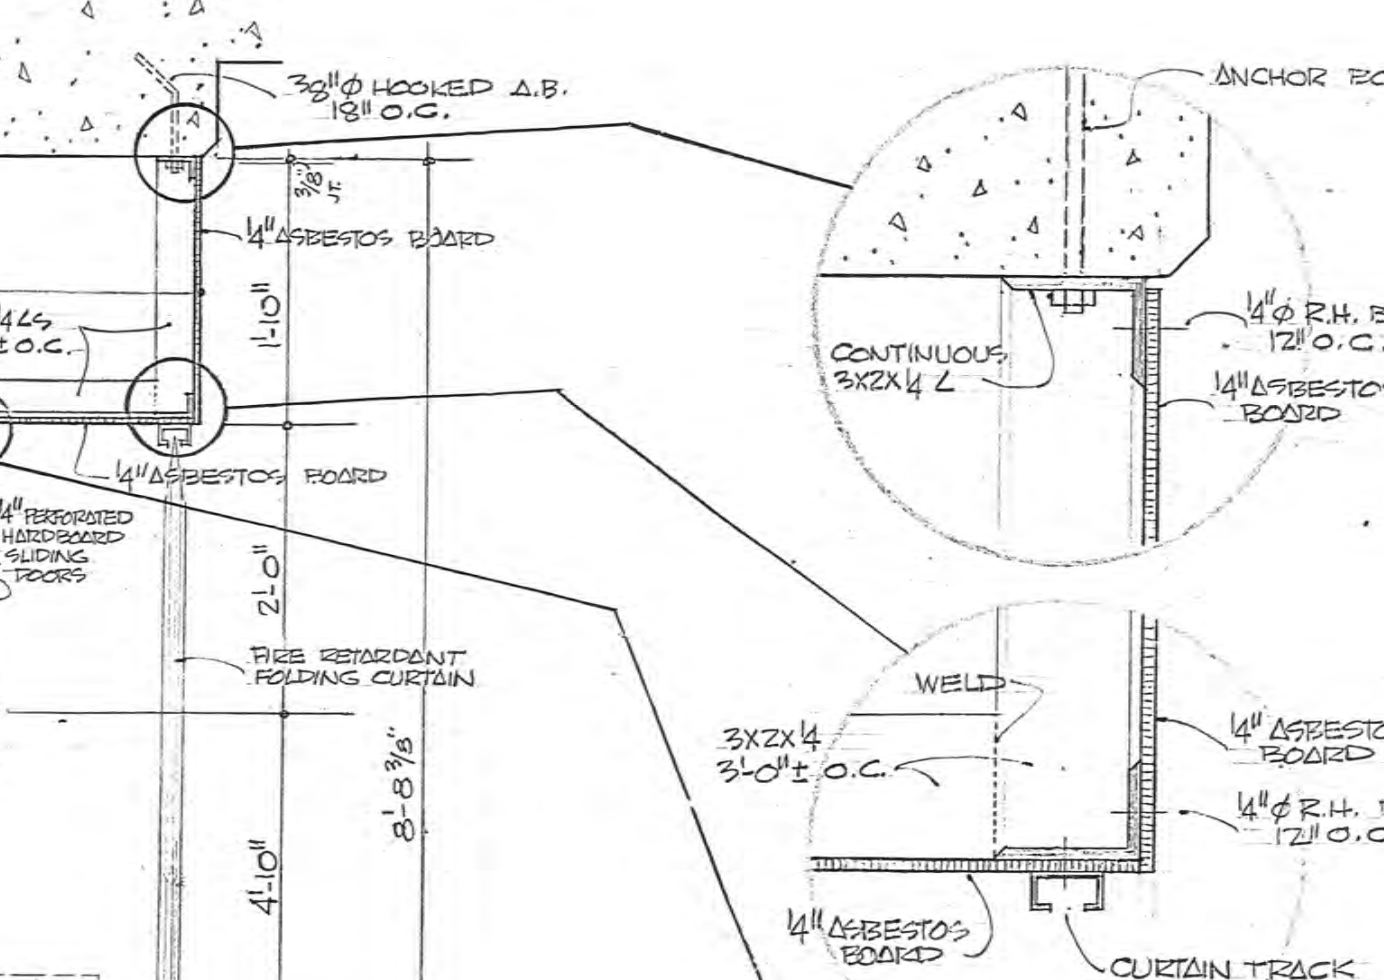 3/8"ϕ HOOKED A.B.
18" O.C.
3/8"
JT.
1/4" ASBESTOS BOARD
1'-10"
± O.C.
1/4" ASBESTOS BOARD
1/4" PERFORATED
HARDBOARD
SLIDING
DOORS
2'-0"
FIRE RETARDANT
FOLDING CURTAIN
8'-8 3/8"
4'-10"
ANCHOR
CONTINUOUS
3X2X1/4 L
1/4"ϕ R.H.
12" O.C.
1/4" ASBESTOS
BOARD
WELD
3X2X1/4
3'-0" ± O.C.
1/4" ASBESTO
BOARD
1/4"ϕ R.H.
12" O.C
1/4" ASBESTOS
BOARD
CURTAIN TRACK